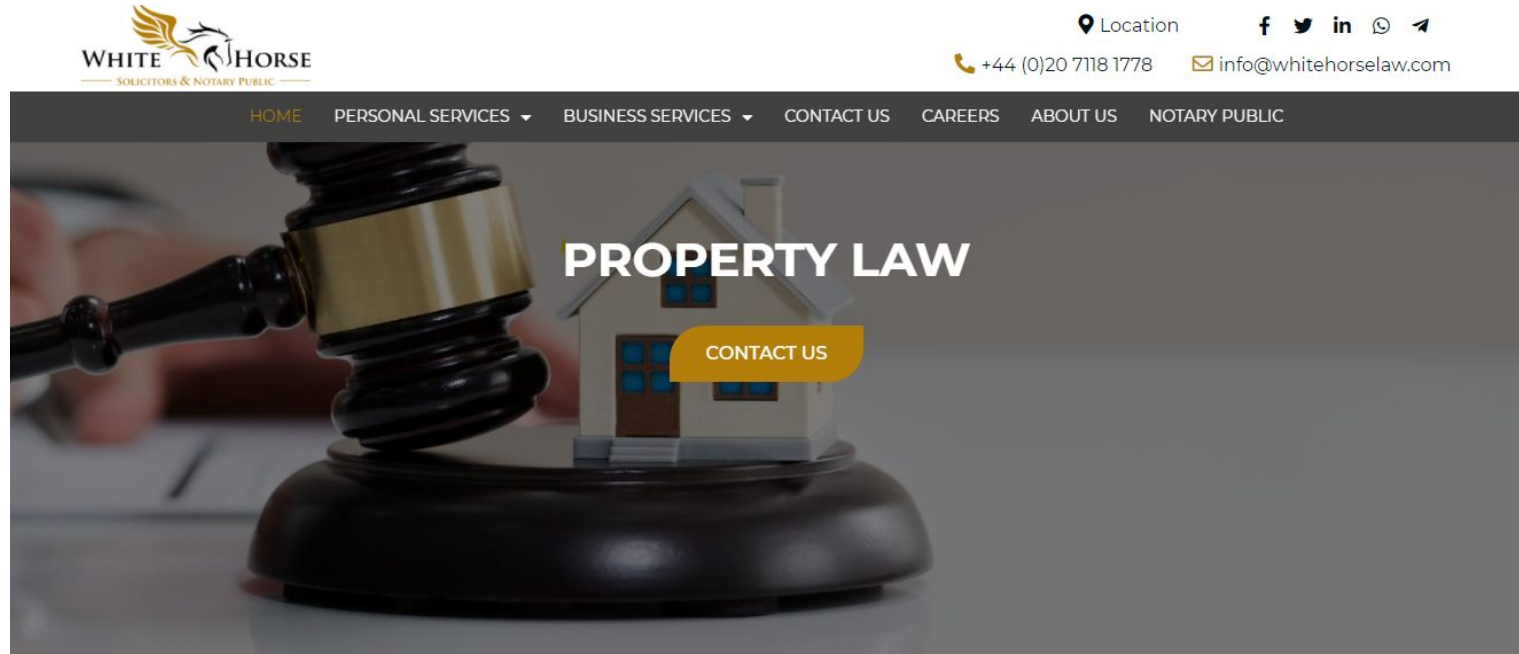 WHITE HORSE
SOLICITORS & NOTARY PUBLIC
Location
+44 (0)20 7118 1778
info@whitehorselaw.com
HOME PERSONAL SERVICES BUSINESS SERVICES CONTACT US CAREERS ABOUT US NOTARY PUBLIC
PROPERTY LAW
CONTACT US